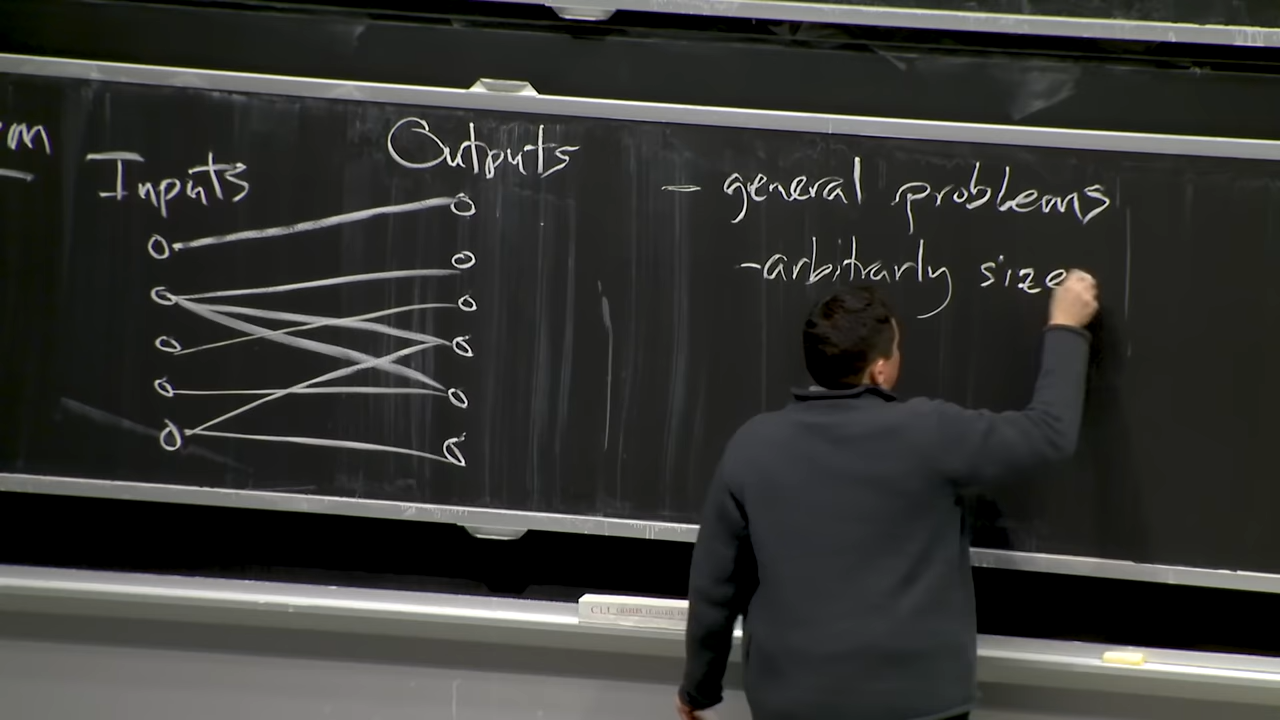 Inputs
Outputs
- general problems
- arbitrarly size